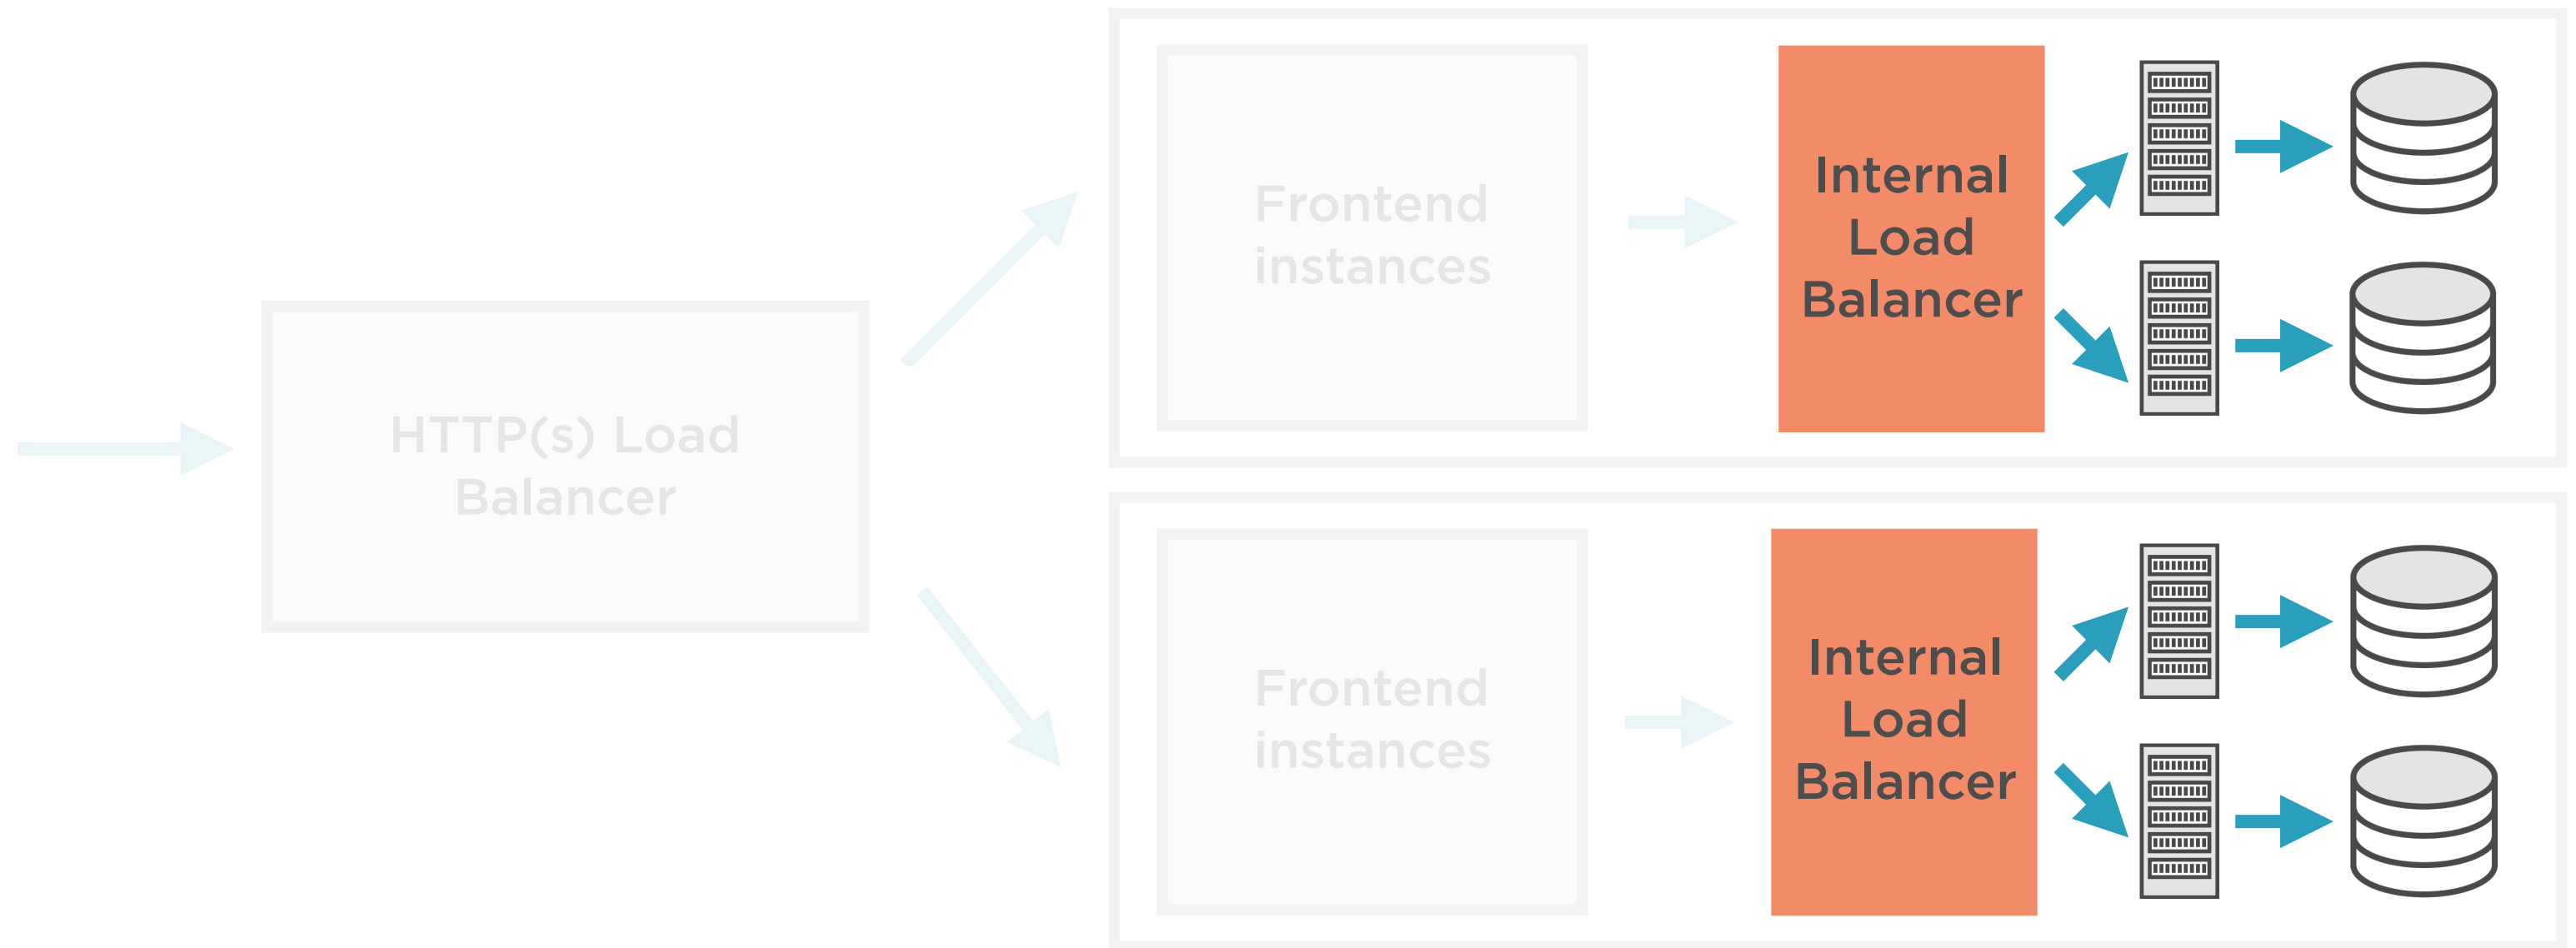 HTTP(s) Load
Balancer
Frontend
instances
Internal
Load
Balancer
Frontend
instances
Internal
Load
Balancer